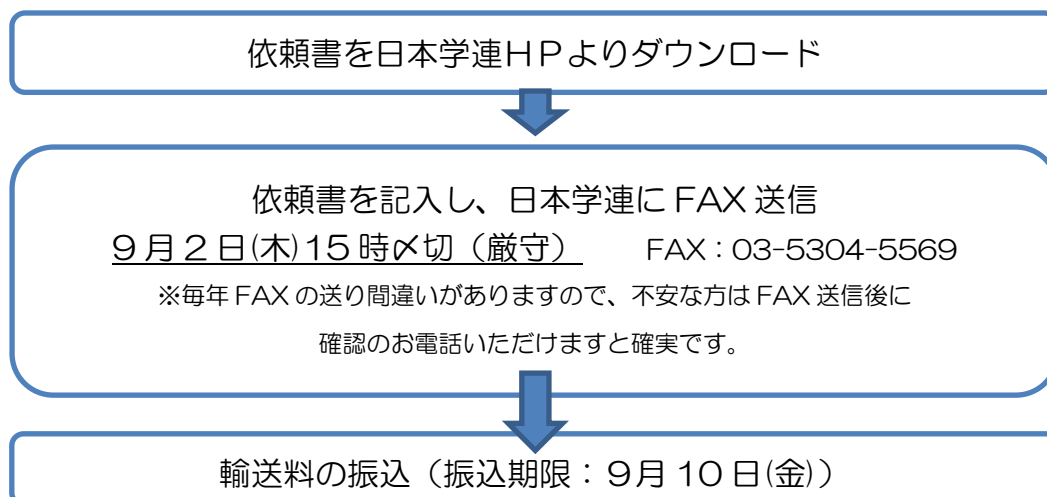 依頼書を日本学連HPよりダウンロード
依頼書を記入し、日本学連に FAX 送信
9月2日(木)15時〆切（厳守） FAX：03-5304-5569
※毎年 FAX の送り間違いがありますので、不安な方は FAX 送信後に
確認のお電話いただけますと確実です。
輸送料の振込（振込期限：9月10日(金)）